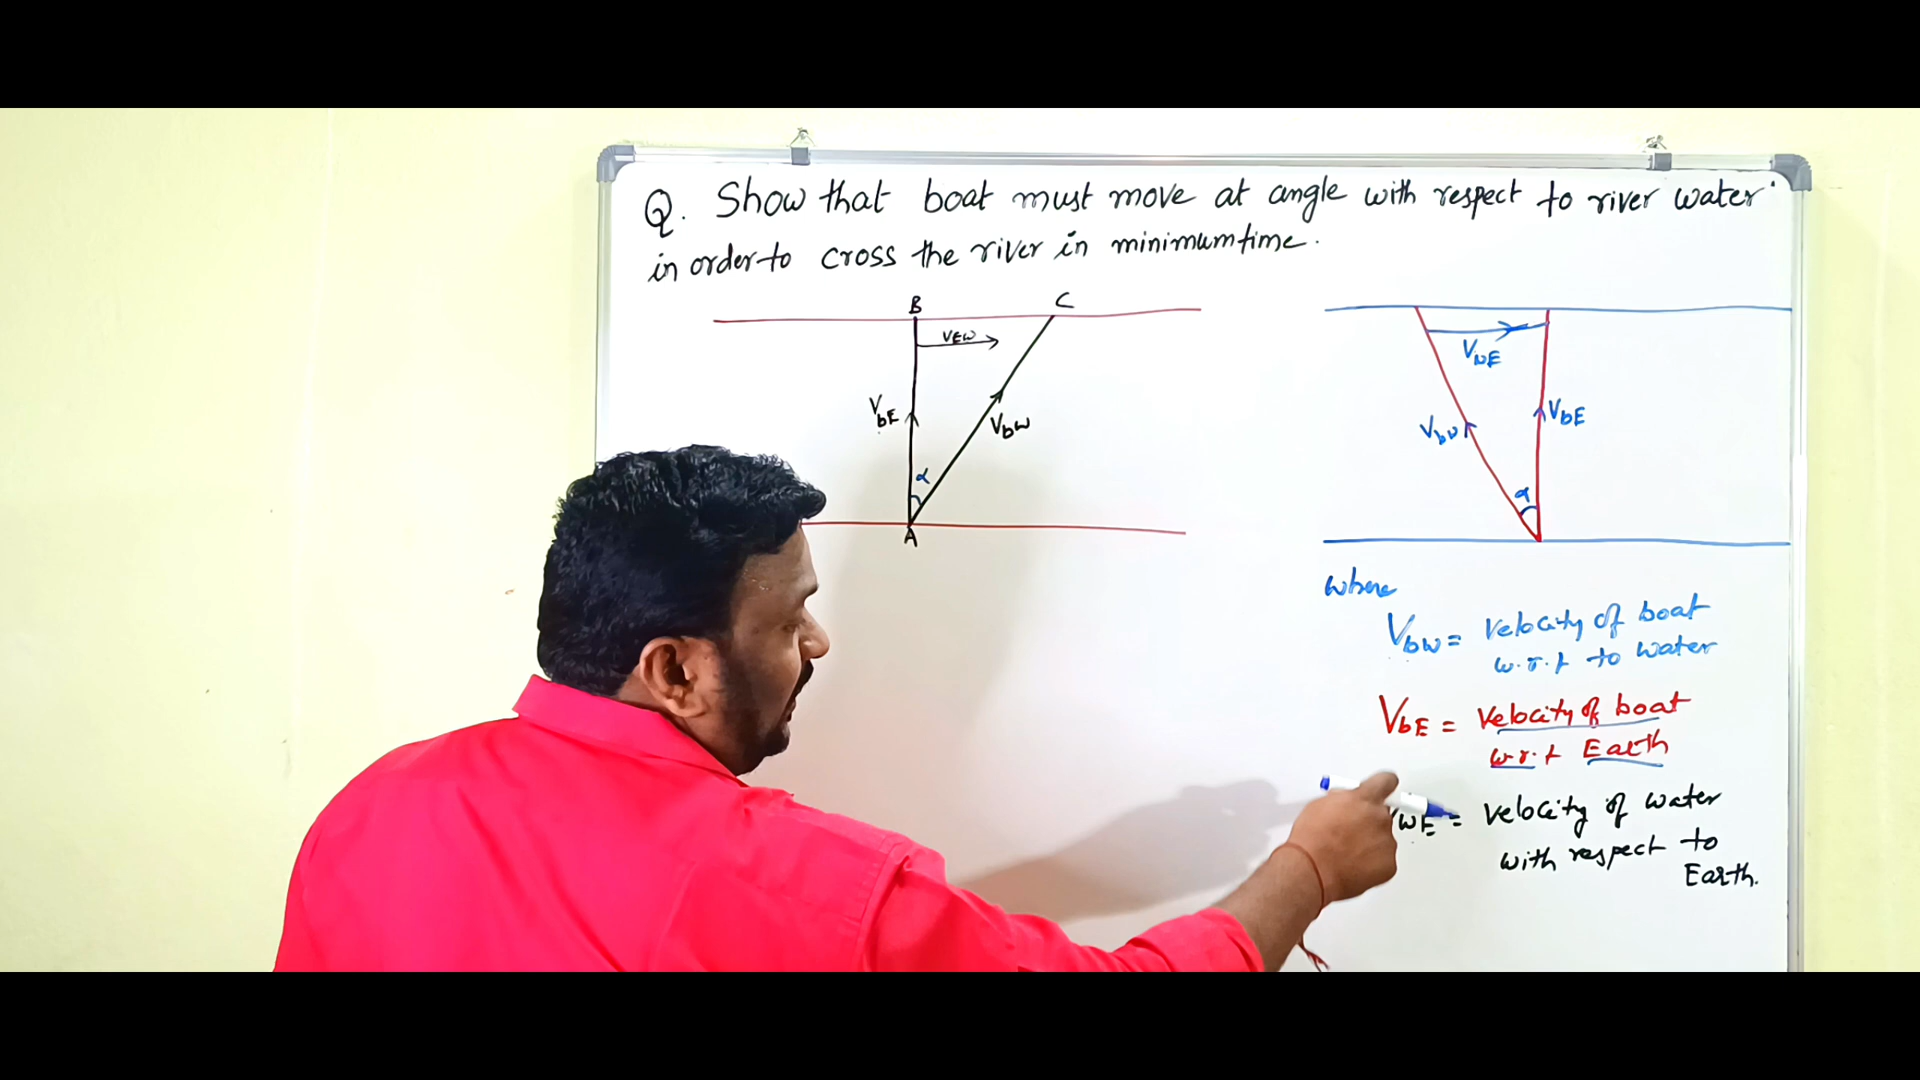 Q. Show that boat must move at angle with respect to river water
in order to cross the river in minimum time.
B
C
VEW
VbE
VbW
α
A
VwE
Vbw
VbE
α
where
Vbw = velocity of boat
w.r.t to water
VbE = velocity of boat
w.r.t Earth
VwE = velocity of water
with respect to
Earth.